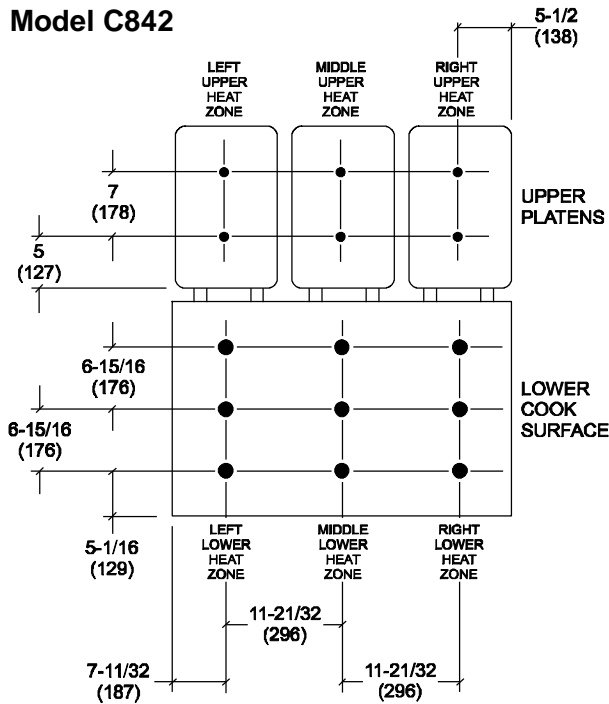 Model C842
5-1/2
(138)
LEFT
UPPER
HEAT
ZONE
MIDDLE
UPPER
HEAT
ZONE
RIGHT
UPPER
HEAT
ZONE
7
(178)
5
(127)
UPPER
PLATENS
6-15/16
(176)
6-15/16
(176)
LOWER
COOK
SURFACE
5-1/16
(129)
LEFT
LOWER
HEAT
ZONE
MIDDLE
LOWER
HEAT
ZONE
RIGHT
LOWER
HEAT
ZONE
11-21/32
(296)
7-11/32
(187)
11-21/32
(296)